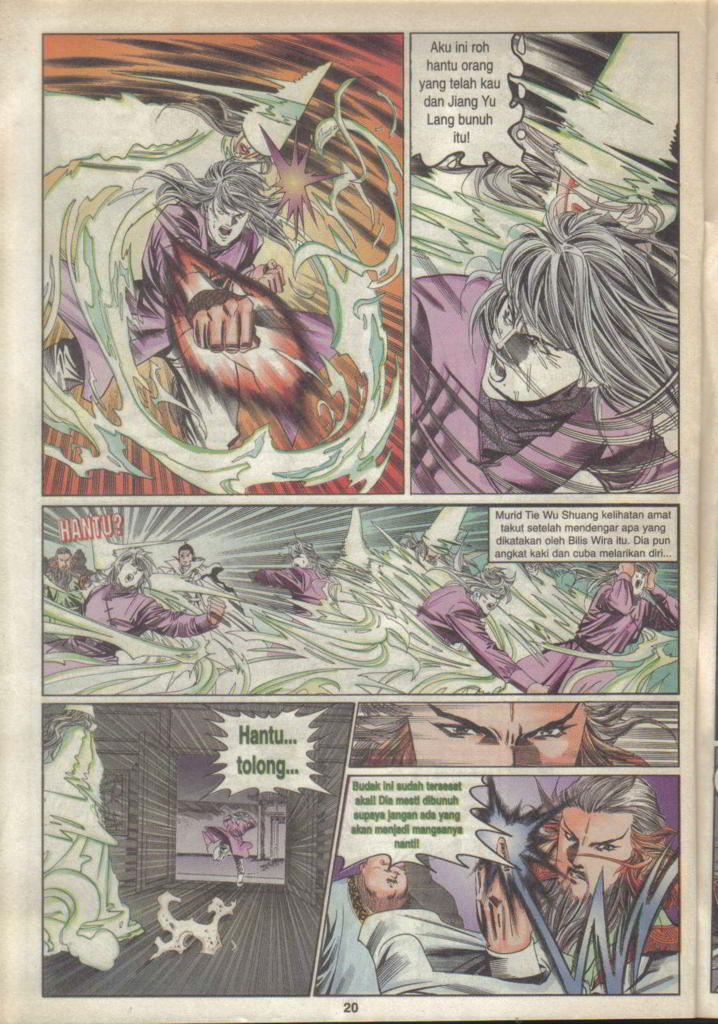 Aku ini roh
hantu orang
yang telah kau
dan Jiang Yu
Lang bunuh
itu!
HANTU?
Murid Tie Wu Shuang kelihatan amat
takut setelah mendengar apa yang
dikatakan oleh Bilis Wira itu. Dia pun
angkat kaki dan cuba melarikan diri...
Hantu...
tolong...
Budak ini sudah tersesat
akal! Dia mesti dibunuh
supaya jangan ada yang
akan menjadi mangsanya
nanti!
20